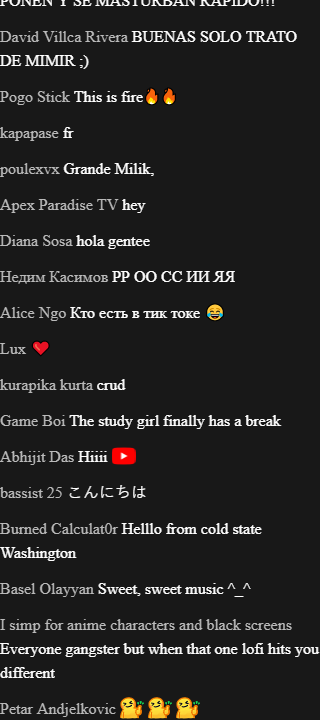 PONEN Y SE MASTURBAN RAPIDO!!!
David Villca Rivera BUENAS SOLO TRATO
DE MIMIR ;)
Pogo Stick This is fire🔥🔥
kapapase fr
poulexvx Grande Milik,
Apex Paradise TV hey
Diana Sosa hola gentee
Недим Касимов РР ОО СС ИИ ЯЯ
Alice Ngo Кто есть в тик токе 😂
Lux ❤️
kurapika kurta crud
Game Boi The study girl finally has a break
Abhijit Das Hiiii
bassist 25 こんにちは
Burned Calculat0r Helllo from cold state
Washington
Basel Olayyan Sweet, sweet music ^_^
I simp for anime characters and black screens
Everyone gangster but when that one lofi hits you
different
Petar Andjelkovic